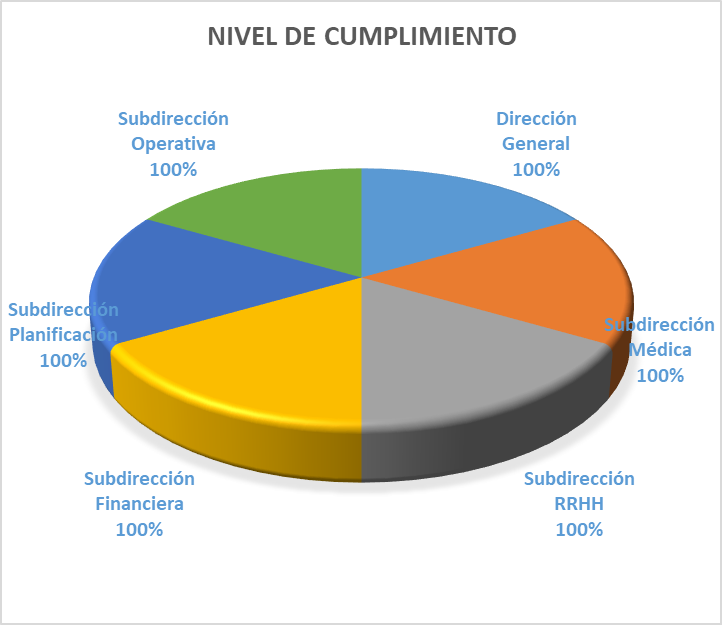 NIVEL DE CUMPLIMIENTO
Subdirección
Operativa
100%
Dirección
General
100%
Subdirección
Planificación
100%
Subdirección
Médica
100%
Subdirección
Financiera
100%
Subdirección
RRHH
100%